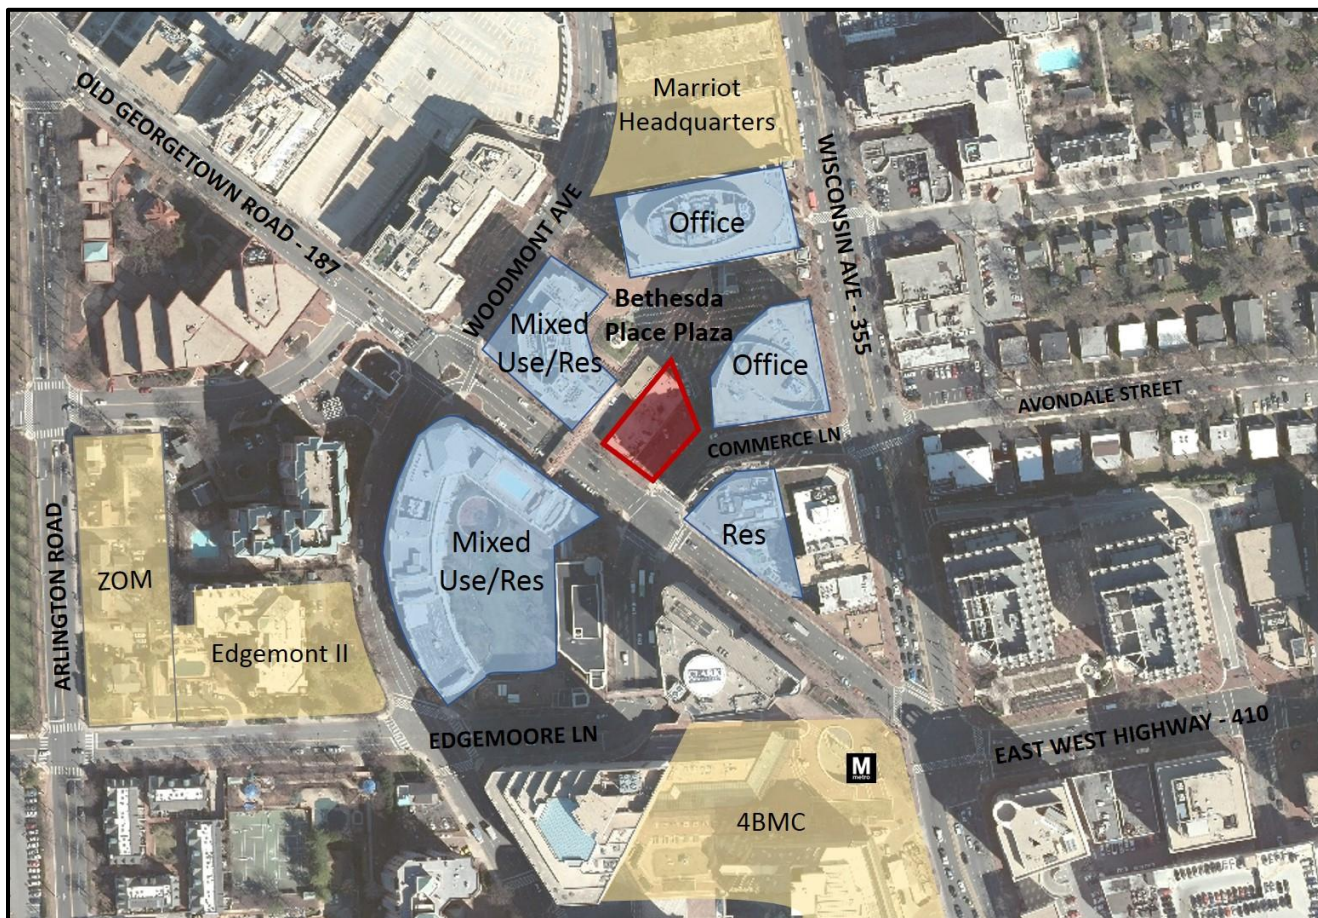 Marriot
Headquarters
OLD GEORGETOWN ROAD - 187
WISCONSIN AVE - 355
WOODMONT AVE
Office
Bethesda
Place Plaza
Mixed
Use/Res
Office
AVONDALE STREET
COMMERCE LN
ARLINGTON ROAD
Mixed
Use/Res
Res
ZOM
Edgemont II
CLARK
EDGEMOORE LN
EAST WEST HIGHWAY - 410
M
metro
4BMC